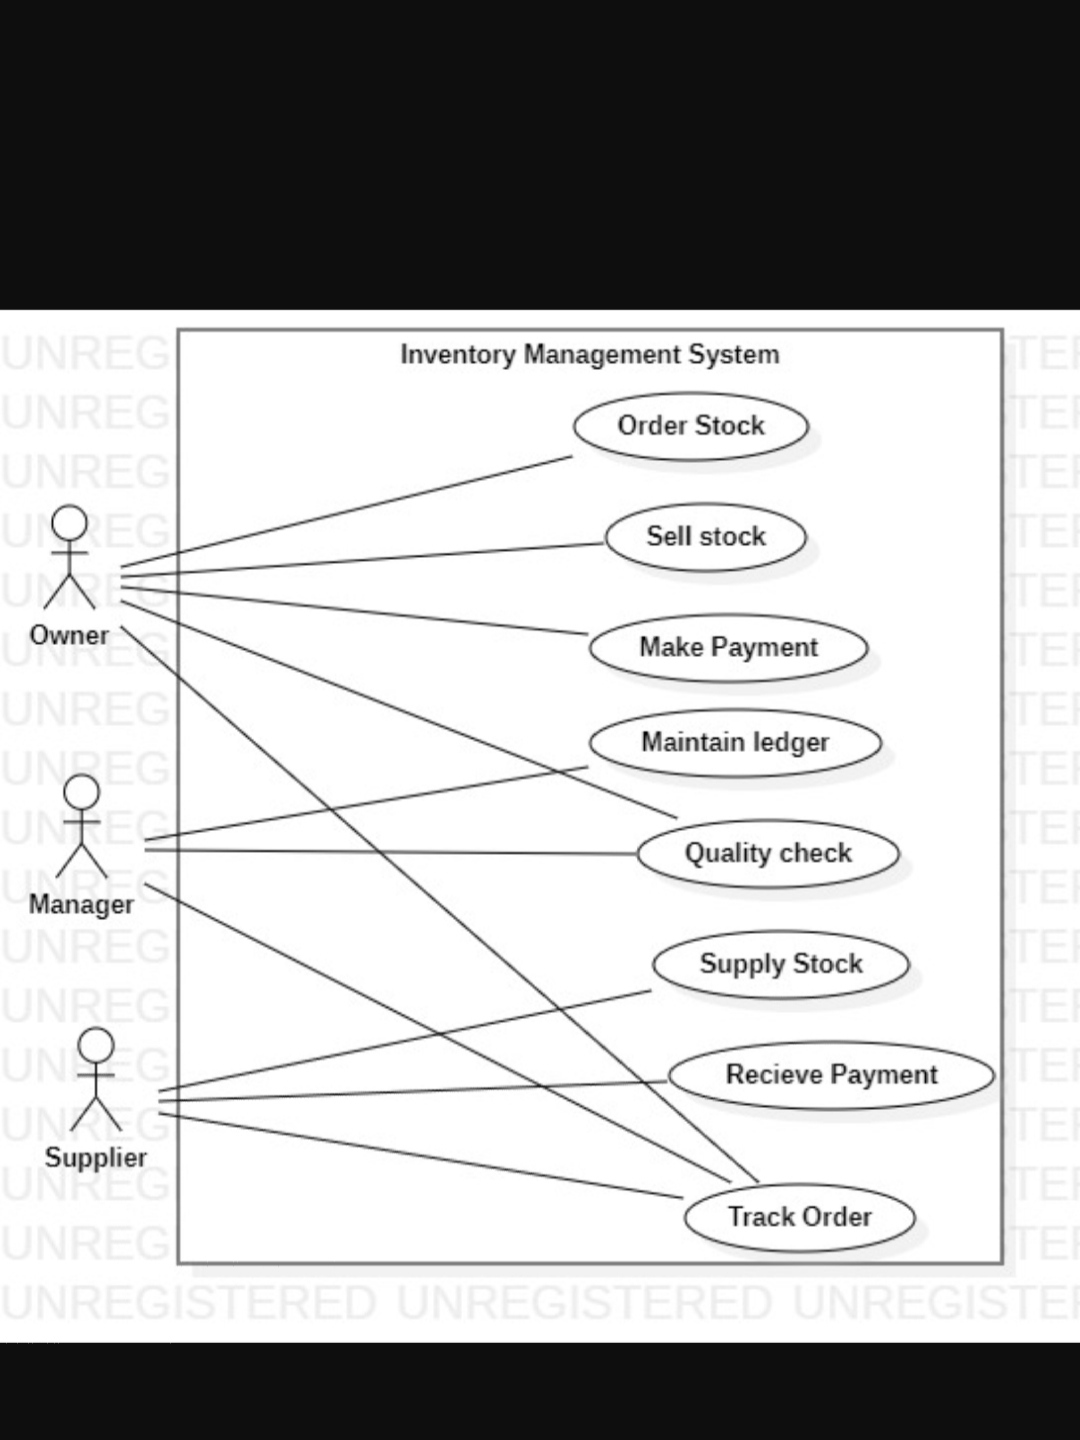 Inventory Management System
Order Stock
Sell stock
Make Payment
Maintain ledger
Quality check
Supply Stock
Recieve Payment
Track Order
Owner
Manager
Supplier
UNREGISTERED UNREGISTERED UNREGISTE